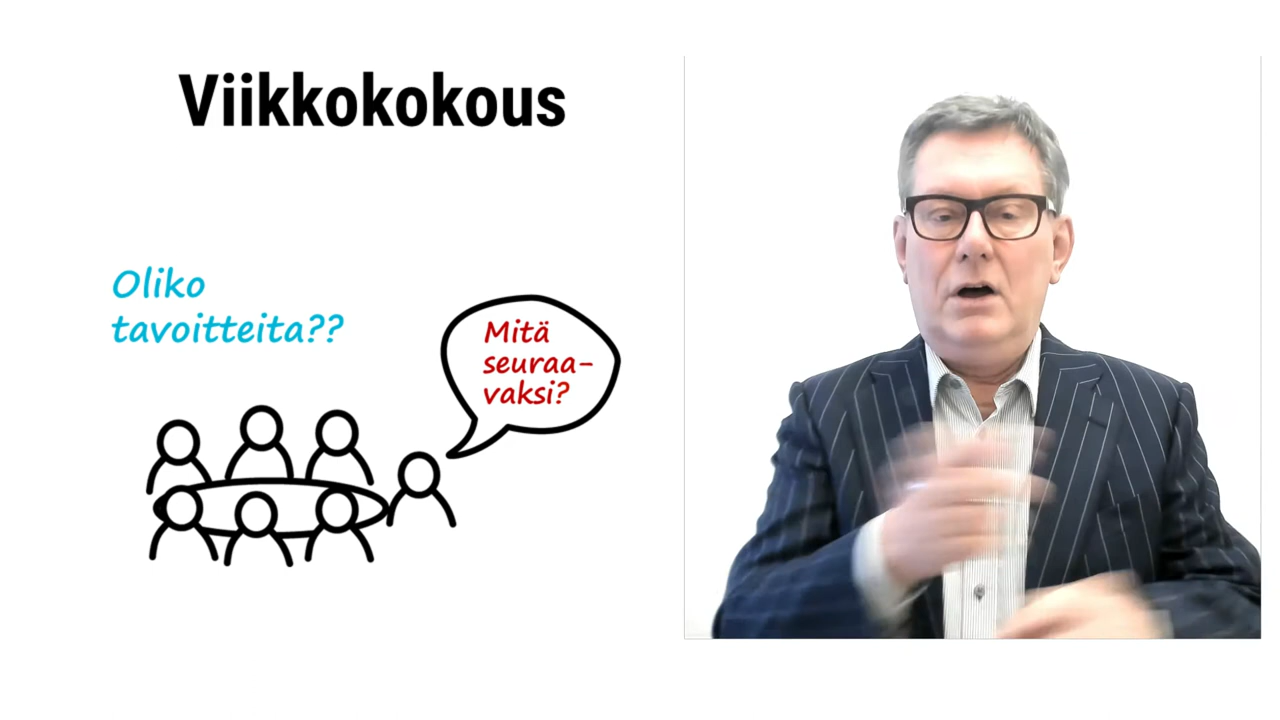 Viikkokokous
Oliko
tavoitteita??
Mitä
seuraa-
vaksi?